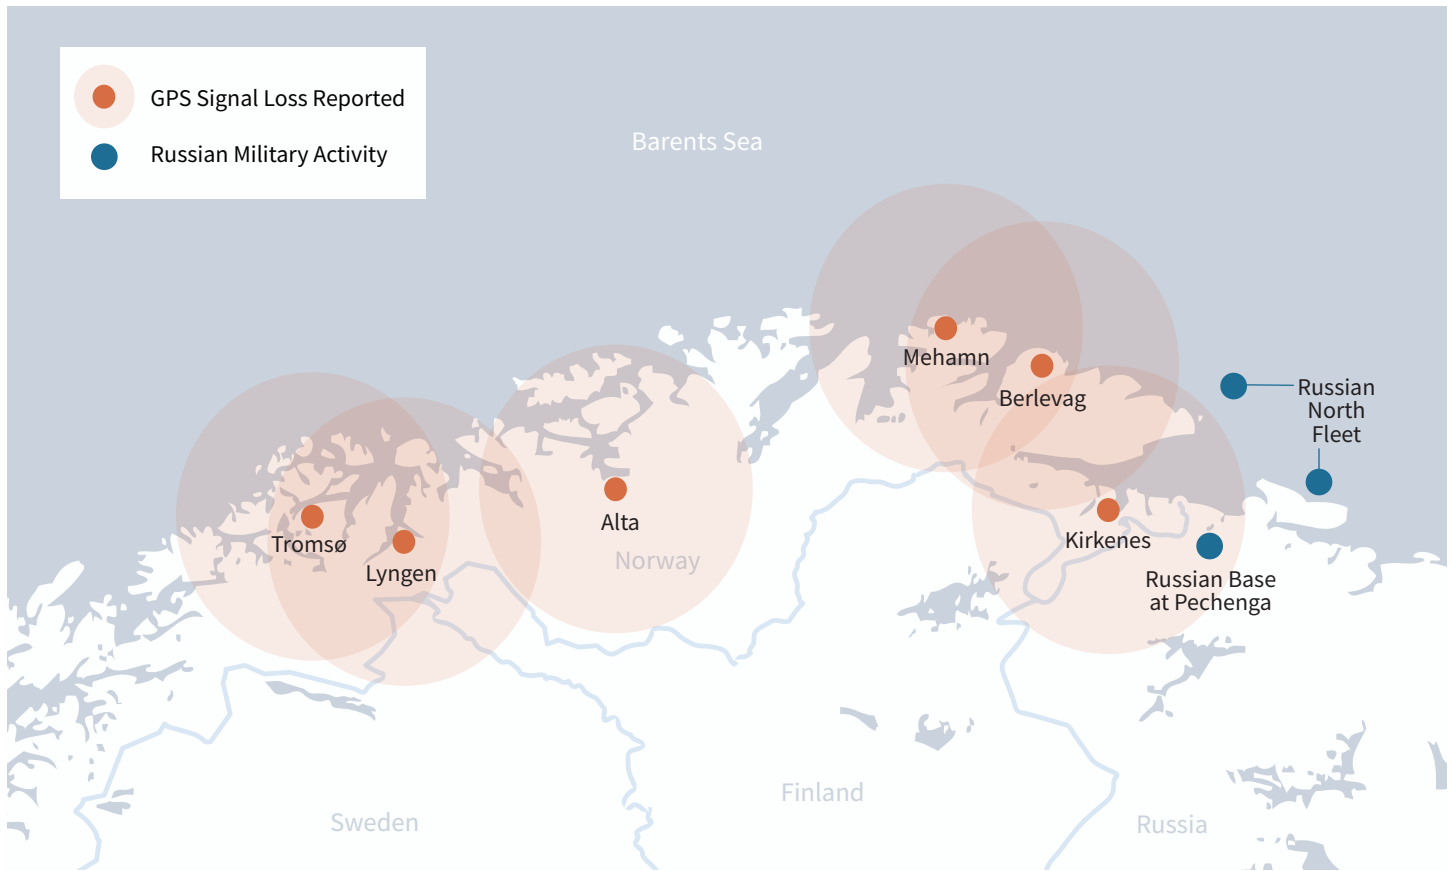 GPS Signal Loss Reported
Russian Military Activity
Barents Sea
Mehamn
Berlevag
Russian
North
Fleet
Alta
Tromsø
Lyngen
Norway
Kirkenes
Russian Base
at Pechenga
Finland
Sweden
Russia